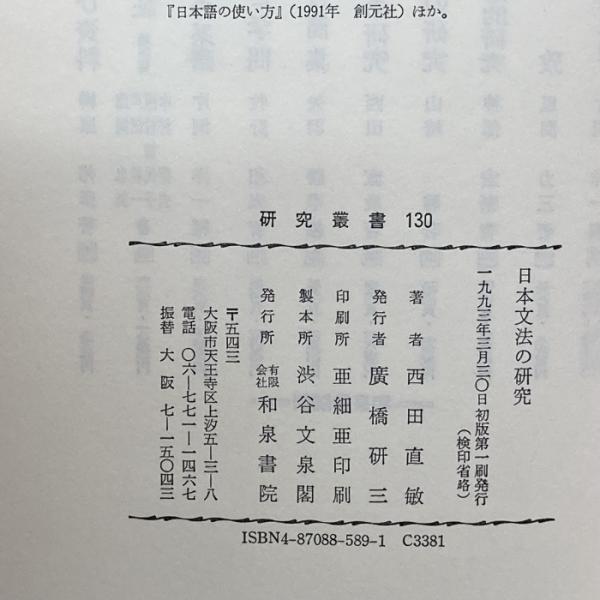 『日本語の使い方』(1991年　創元社) ほか。
研究叢書 130
日本文法の研究
一九九三年三月三〇日初版第一刷発行
(検印省略)
著者　西田直敏
発行者　廣橋研三
印刷所　亜細亜印刷
製本所　渋谷文泉閣
発行所　有限会社　和泉書院
〒五四三
大阪市天王寺区上汐五ー三ー八
電話　〇六ー七七一ー一四六七
振替　大阪　七ー一五〇四三
ISBN4-87088-589-1　C3381